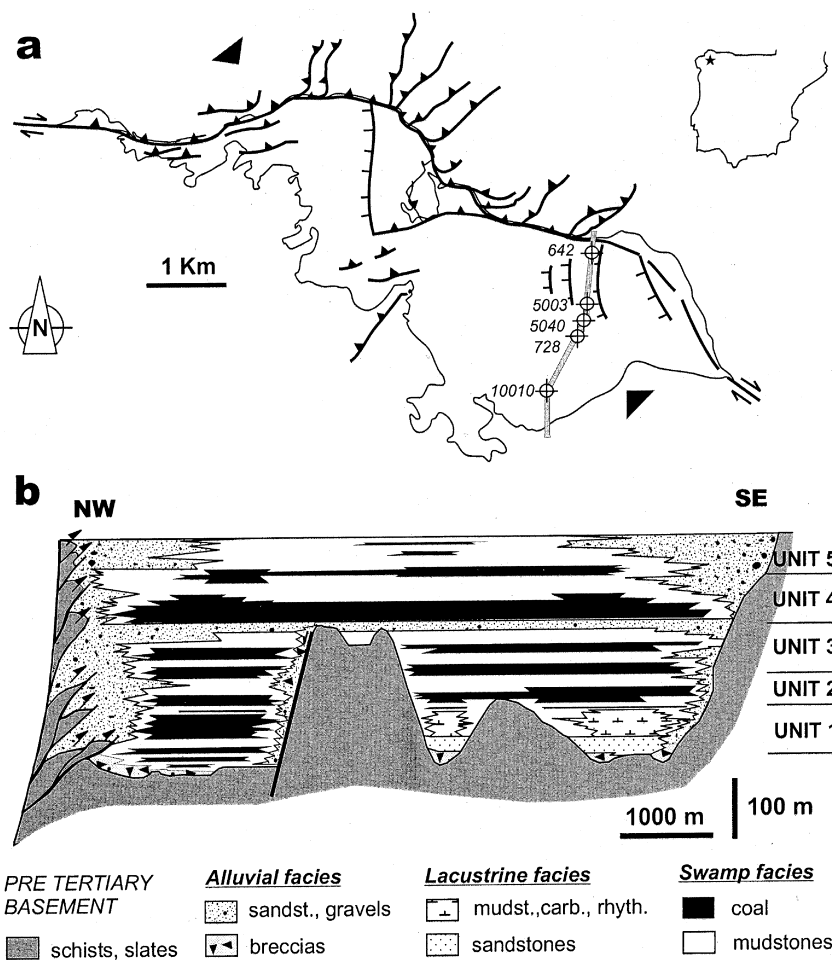 a
1 Km
N
642
5003
5040
728
10010
b
NW
SE
UNIT 5
UNIT 4
UNIT 3
UNIT 2
UNIT 1
1000 m
100 m
PRE TERTIARY
BASEMENT
schists, slates
Alluvial facies
sandst., gravels
breccias
Lacustrine facies
mudst.,carb., rhyth.
sandstones
Swamp facies
coal
mudstones